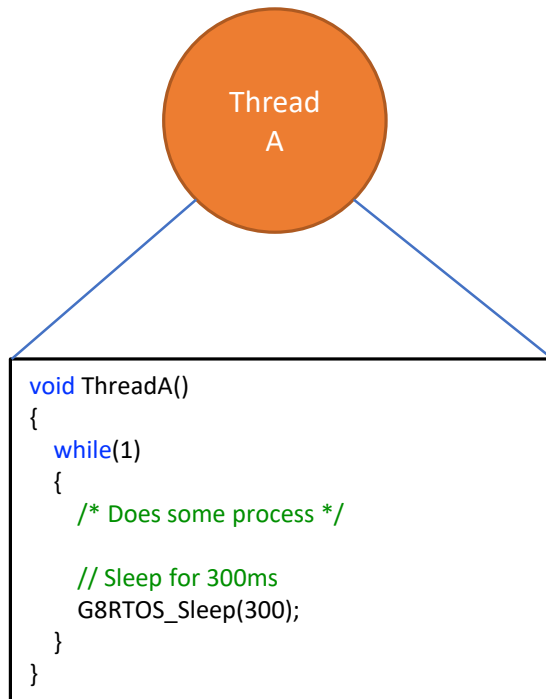 Thread
A
void ThreadA()
{
while(1)
{
/* Does some process */
// Sleep for 300ms
G8RTOS_Sleep(300);
}
}